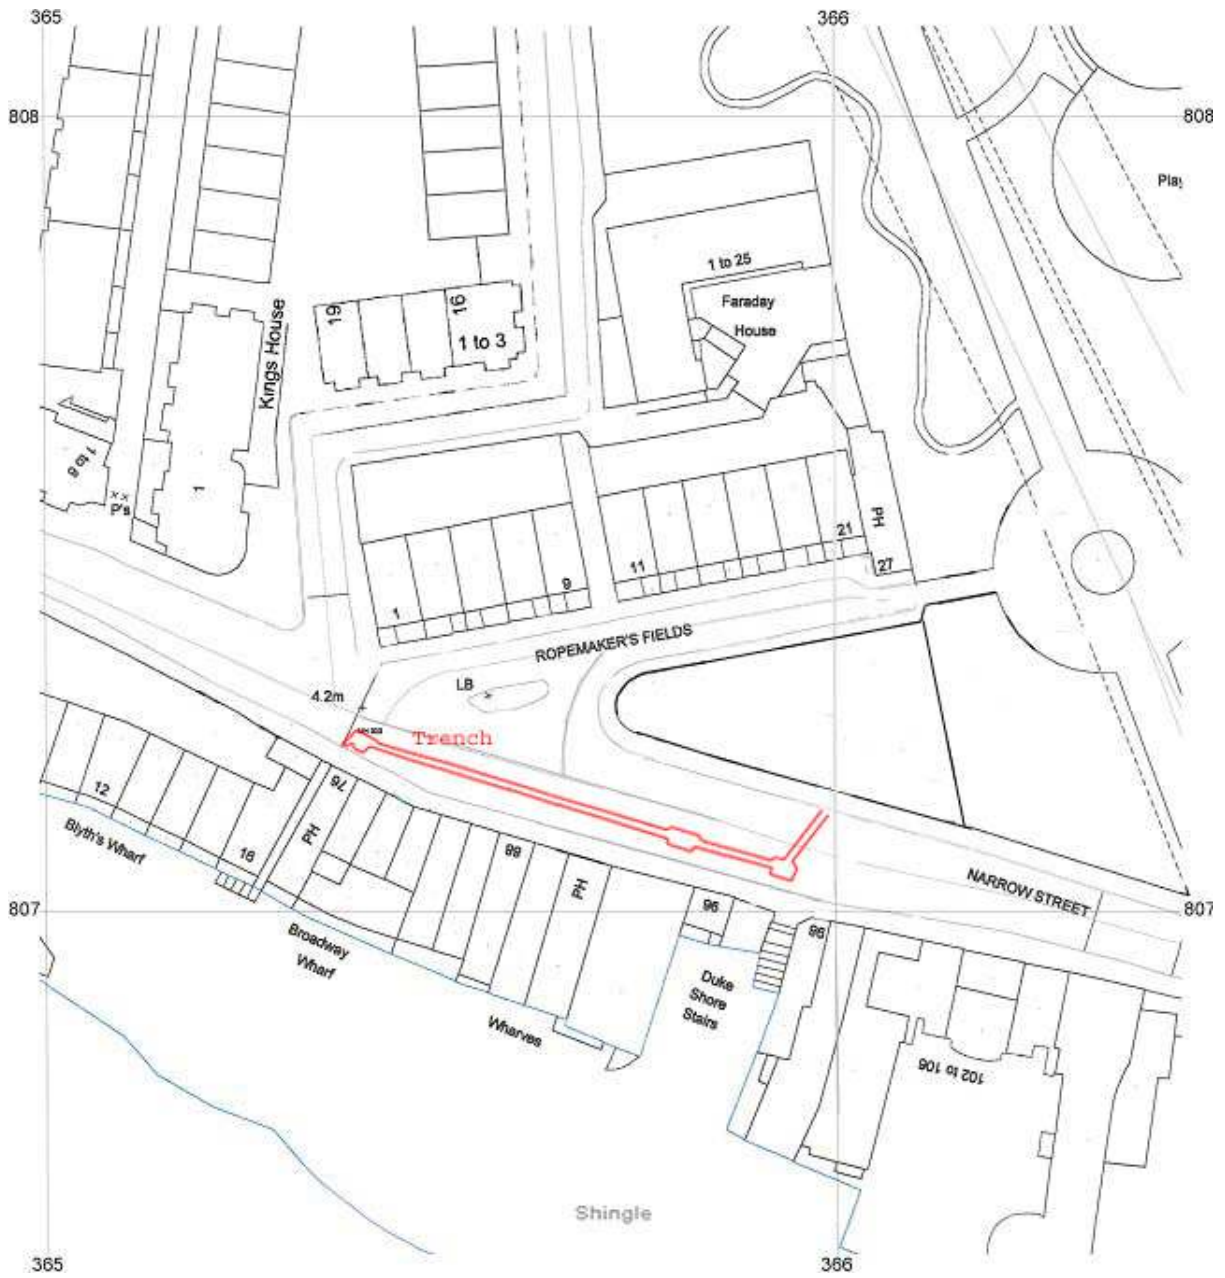 365
366
808
808
Play
1 to 25
Faraday
House
19
16
1 to 3
Kings House
1 to 8
1
P's
PH
21
11
27
9
1
ROPEMAKER'S FIELDS
LB
4.2m
Trench
76
12
Blyth's Wharf
16
PH
88
PH
NARROW STREET
807
807
96
98
Broadway
Wharf
Duke
Shore
Stairs
Wharves
102 to 106
Shingle
365
366